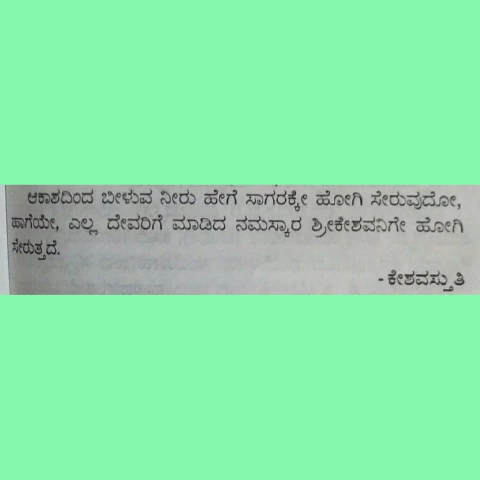 ಆಕಾಶದಿಂದ ಬೀಳುವ ನೀರು ಹೇಗೆ ಸಾಗರಕ್ಕೇ ಹೋಗಿ ಸೇರುವುದೋ,
ಹಾಗೆಯೇ, ಎಲ್ಲ ದೇವರಿಗೆ ಮಾಡಿದ ನಮಸ್ಕಾರ ಶ್ರೀಕೇಶವನಿಗೇ ಹೋಗಿ
ಸೇರುತ್ತದೆ.
- ಕೇಶವಸ್ತುತಿ